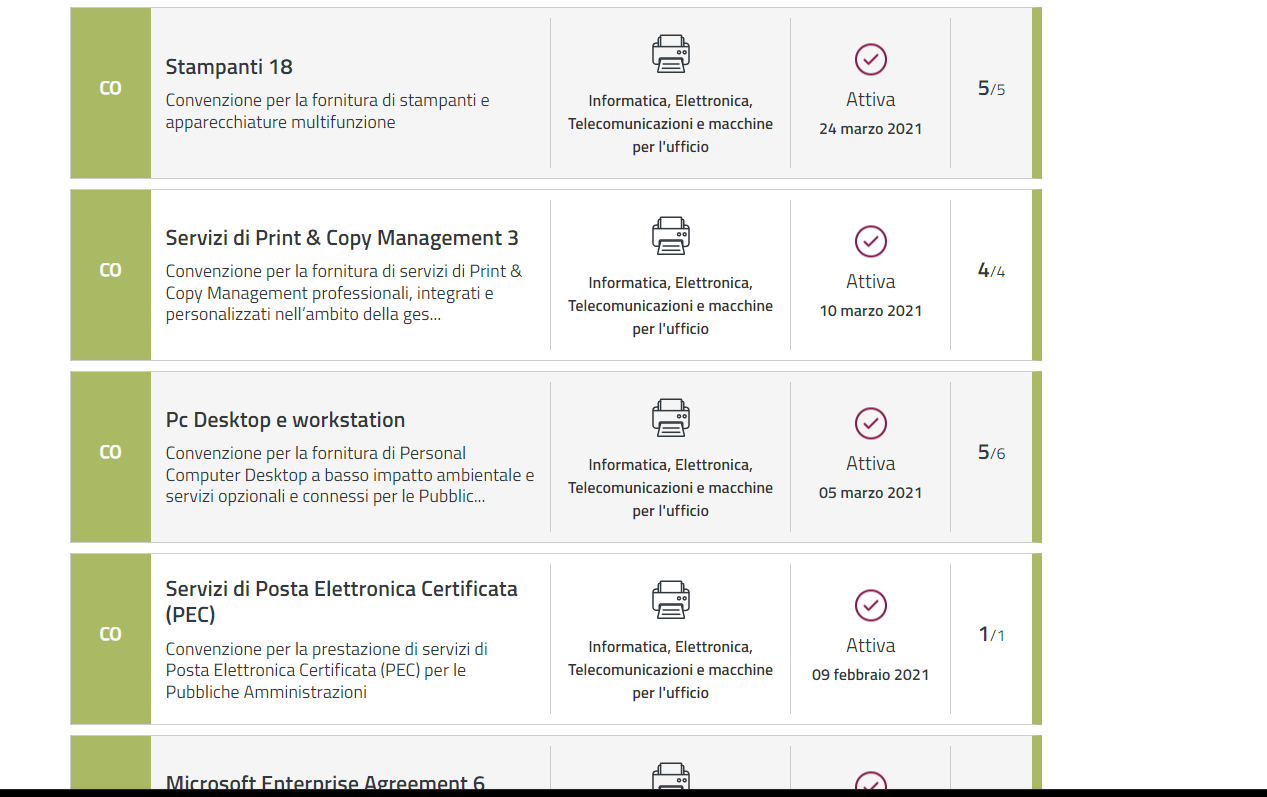 CO
Stampanti 18
Convenzione per la fornitura di stampanti e
apparecchiature multifunzione
Informatica, Elettronica,
Telecomunicazioni e macchine
per l'ufficio
Attiva
24 marzo 2021
5/5
CO
Servizi di Print & Copy Management 3
Convenzione per la fornitura di servizi di Print &
Copy Management professionali, integrati e
personalizzati nell’ambito della ges...
Informatica, Elettronica,
Telecomunicazioni e macchine
per l'ufficio
Attiva
10 marzo 2021
4/4
CO
Pc Desktop e workstation
Convenzione per la fornitura di Personal
Computer Desktop a basso impatto ambientale e
servizi opzionali e connessi per le Pubblic...
Informatica, Elettronica,
Telecomunicazioni e macchine
per l'ufficio
Attiva
05 marzo 2021
5/6
CO
Servizi di Posta Elettronica Certificata
(PEC)
Convenzione per la prestazione di servizi di
Posta Elettronica Certificata (PEC) per le
Pubbliche Amministrazioni
Informatica, Elettronica,
Telecomunicazioni e macchine
per l'ufficio
Attiva
09 febbraio 2021
1/1
Microsoft Enterprise Agreement 6